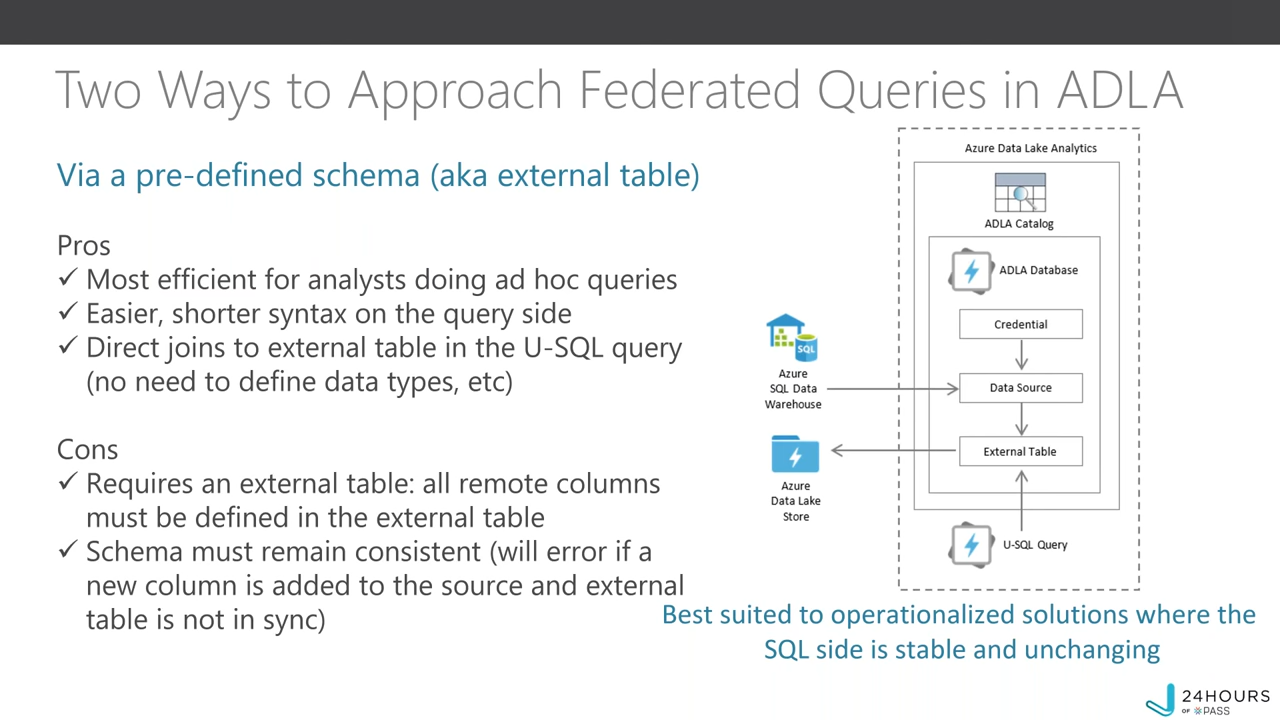 Two Ways to Approach Federated Queries in ADLA
Via a pre-defined schema (aka external table)
Pros
✓ Most efficient for analysts doing ad hoc queries
✓ Easier, shorter syntax on the query side
✓ Direct joins to external table in the U-SQL query
(no need to define data types, etc)
Cons
✓ Requires an external table: all remote columns
must be defined in the external table
✓ Schema must remain consistent (will error if a
new column is added to the source and external
table is not in sync)
Azure Data Lake Analytics
ADLA Catalog
ADLA Database
Credential
SQL
Azure
SQL Data
Warehouse
Data Source
External Table
Azure
Data Lake
Store
U-SQL Query
Best suited to operationalized solutions where the
SQL side is stable and unchanging
24HOURS
OF PASS